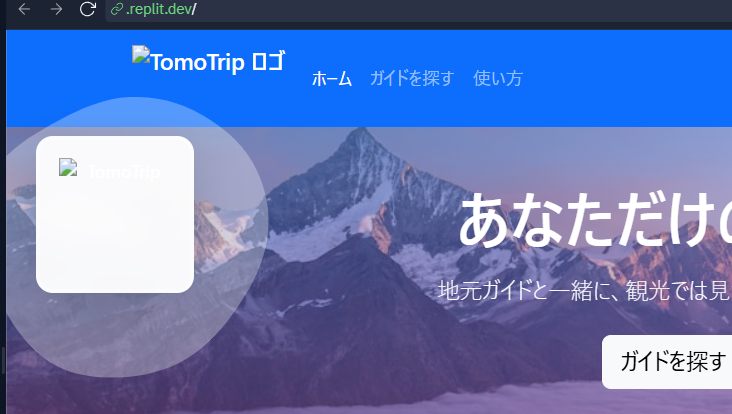 .replit.dev/
TomoTrip ロゴ
ホーム ガイドを探す 使い方
TomoTrip
あなただけの
地元ガイドと一緒に、観光では見
ガイドを探す